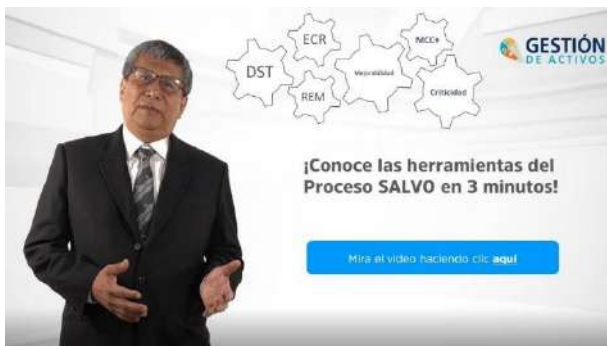 ECR
MCC+
DST
Mejorabilidad
REM
Criticidad
GESTIÓN
DE ACTIVOS
¡Conoce las herramientas del
Proceso SALVO en 3 minutos!
Mira el video haciendo clic aquí